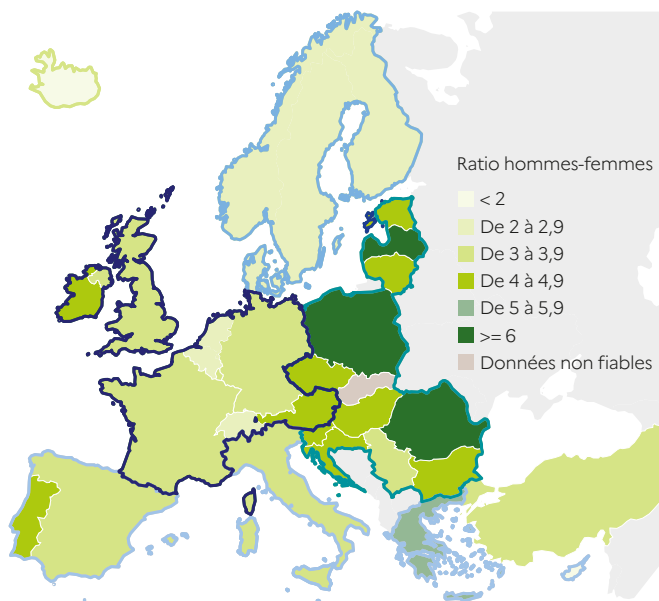 Ratio hommes-femmes
< 2
De 2 à 2,9
De 3 à 3,9
De 4 à 4,9
De 5 à 5,9
>= 6
Données non fiables